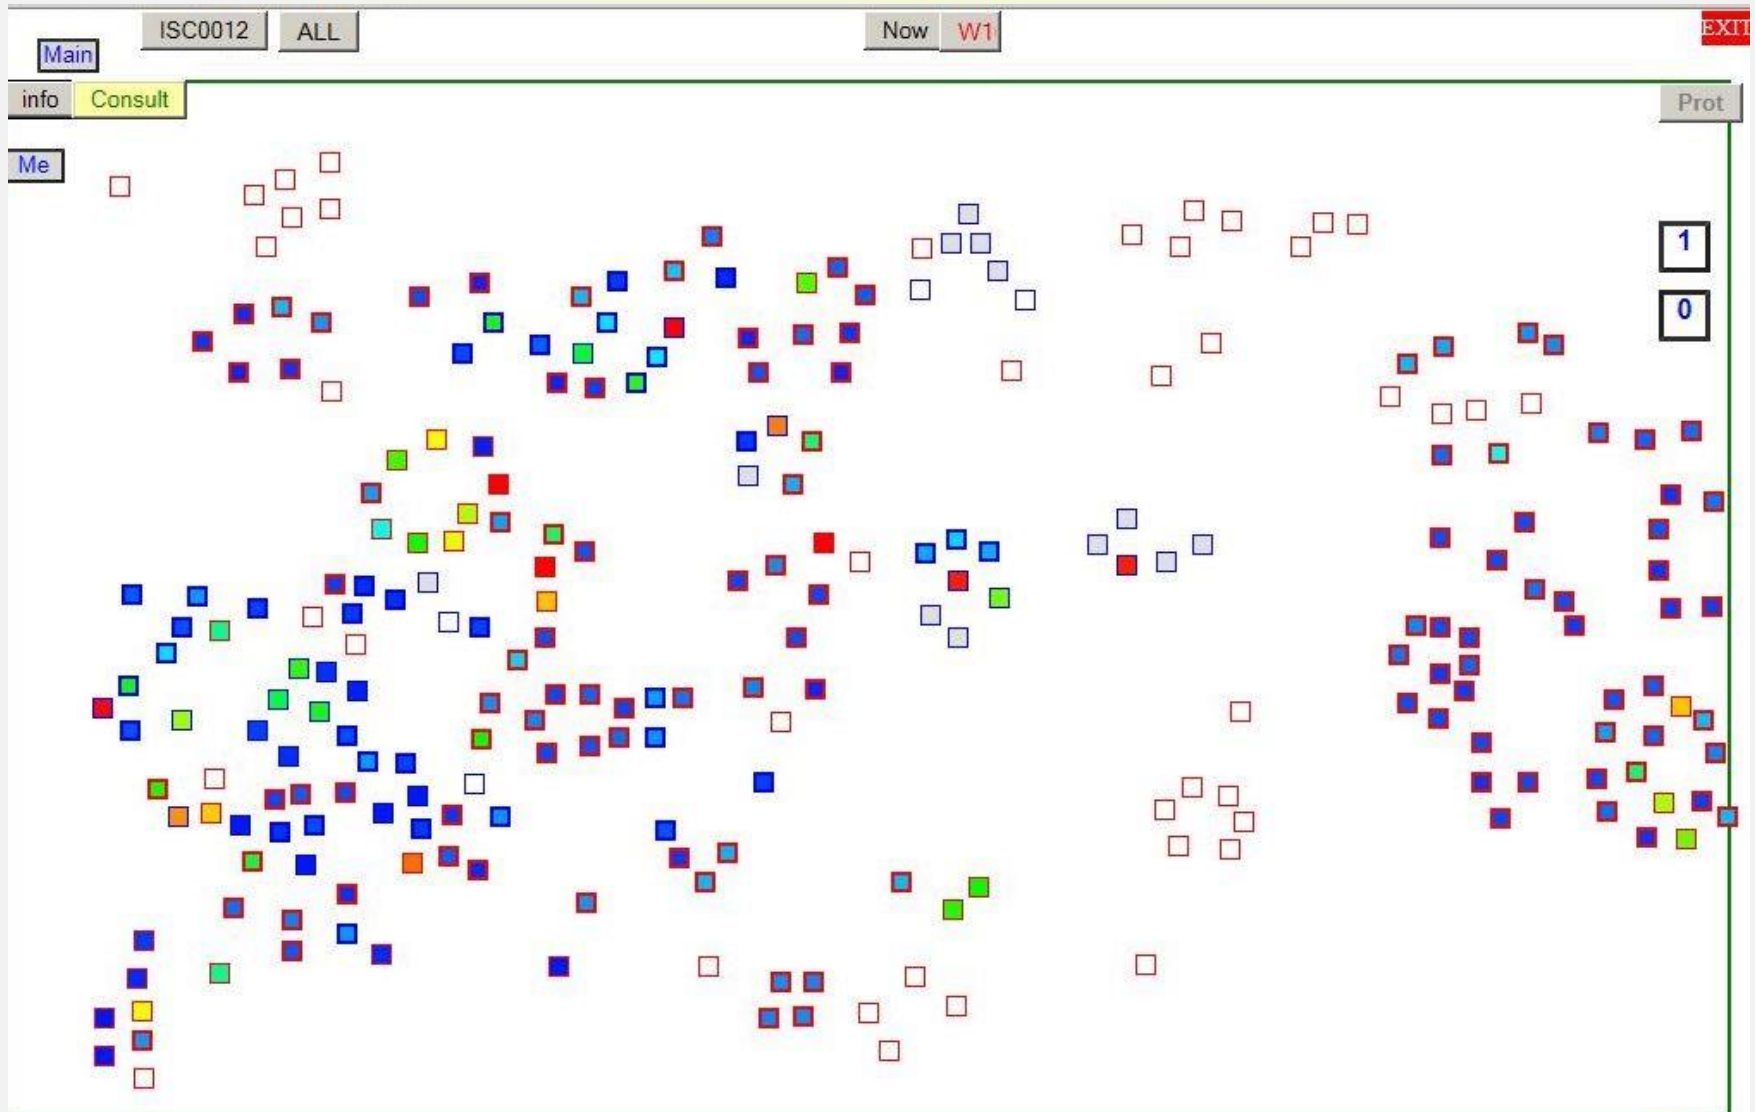 ISC0012 ALL Now W1 EXIT
Main
info Consult Prot
Me
1
0